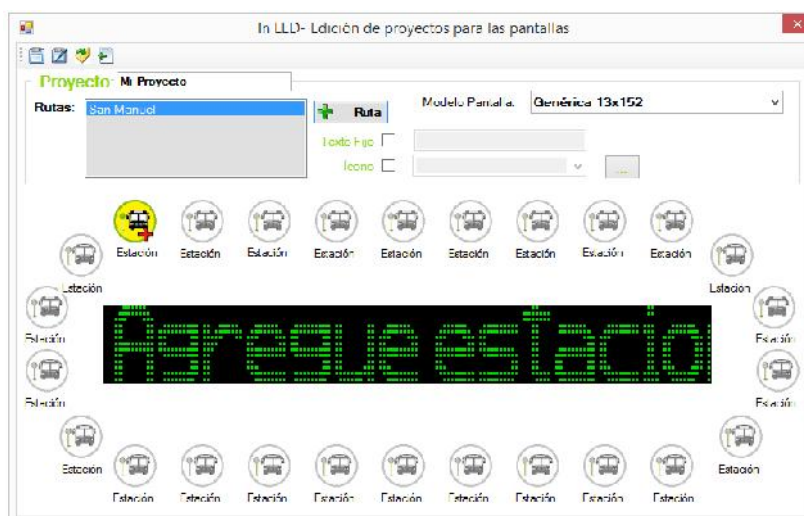 In LED- Edición de proyectos para las pantallas
Proyecto: Mi Proyecto
Rutas: San Manuel Ruta Modelo Pantalla: Genérica 13x152
Texto Fijo
Icono ...
Estación Estación Estación Estación Estación Estación Estación Estación Estación
Estación Estación
Agregue estacio
Estación Estación
Estación Estación
Estación Estación
Estación Estación Estación Estación Estación Estación Estación Estación Estación